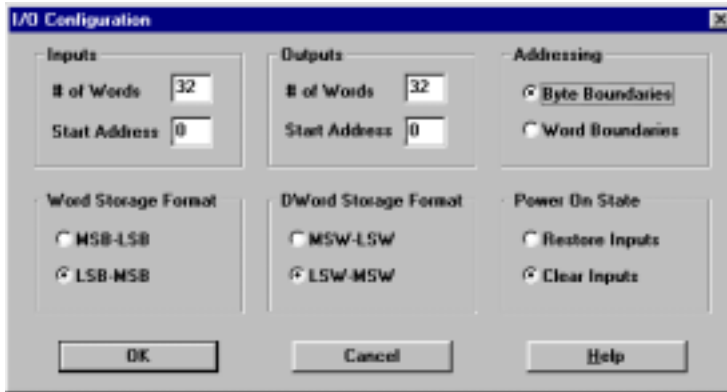 I/O Configuration
Inputs
# of Words 32
Start Address 0
Outputs
# of Words 32
Start Address 0
Addressing
Byte Boundaries
Word Boundaries
Word Storage Format
MSB-LSB
LSB-MSB
DWord Storage Format
MSW-LSW
LSW-MSW
Power On State
Restore Inputs
Clear Inputs
OK
Cancel
Help